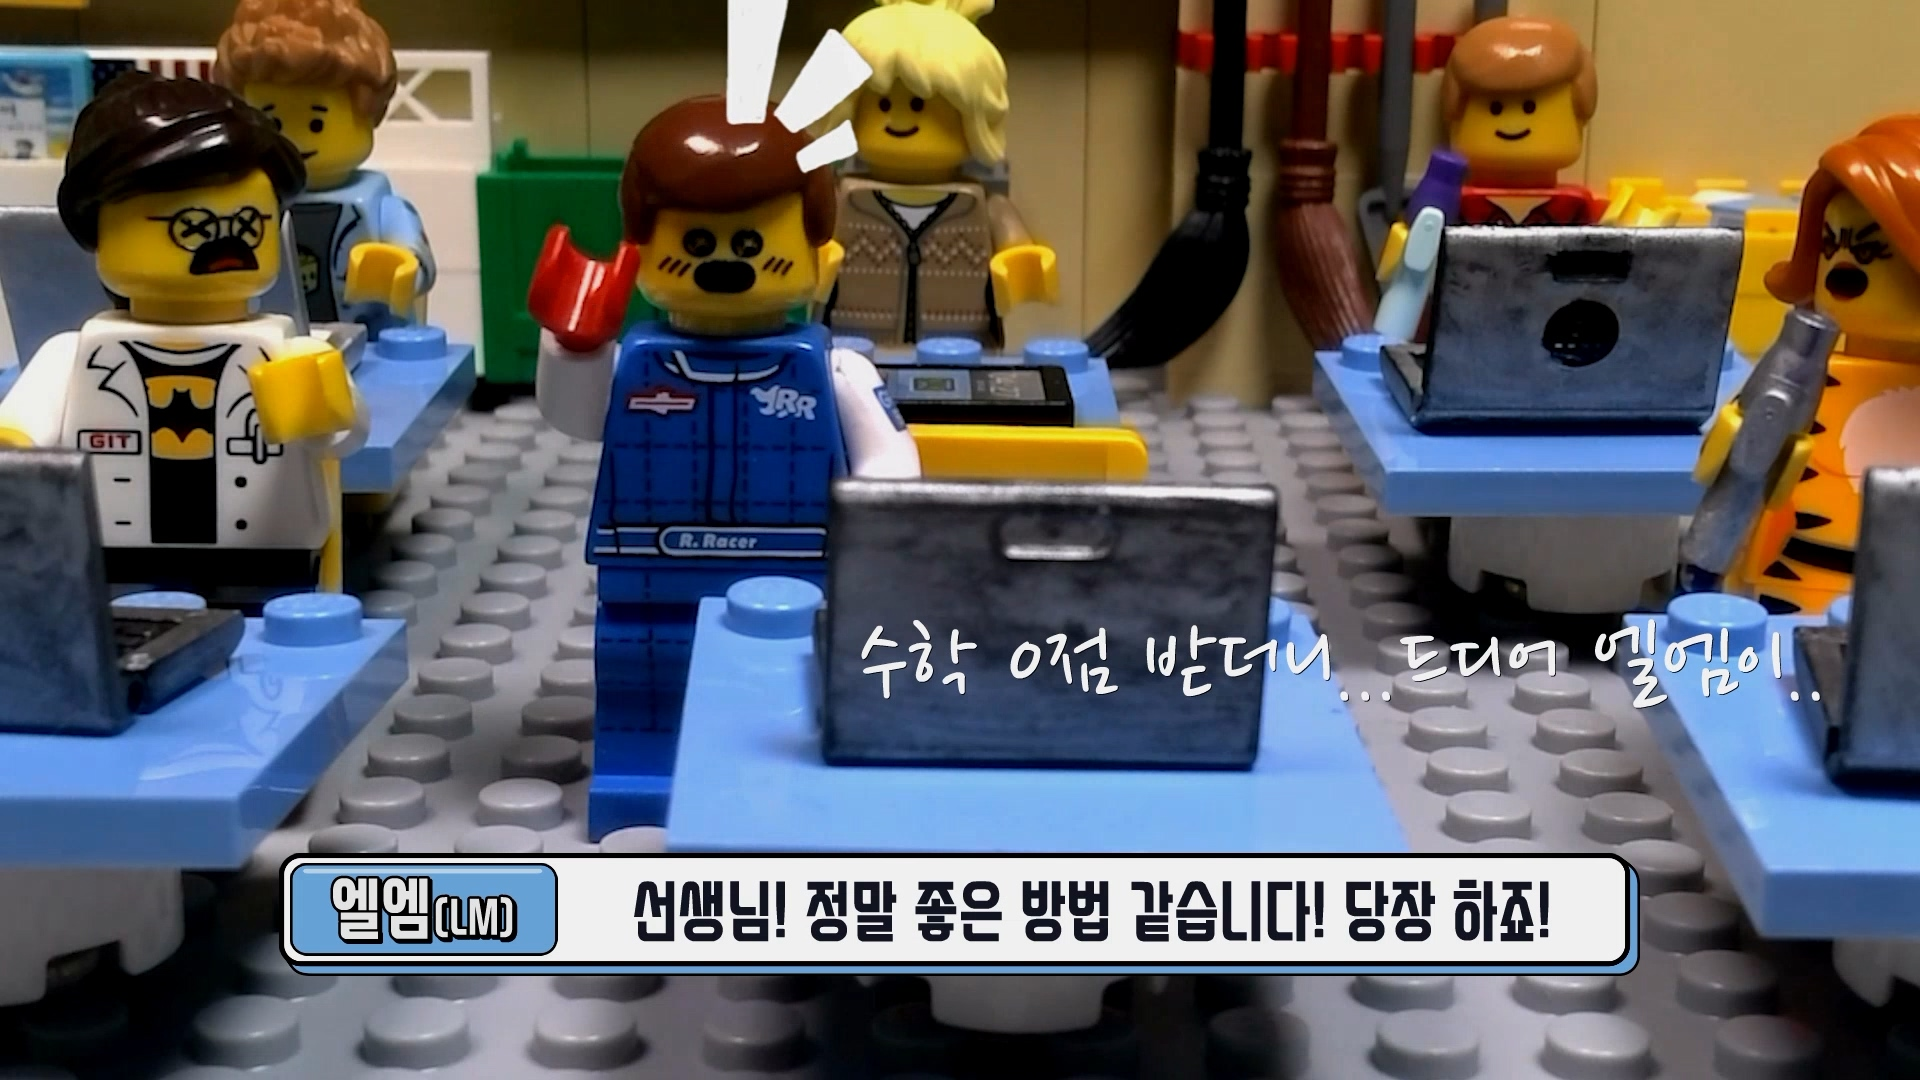 GIT
RR
R. Racer
수학 0점 받더니...드디어 엘엠이..
엘엠(LM) 선생님! 정말 좋은 방법 같습니다! 당장 하죠!